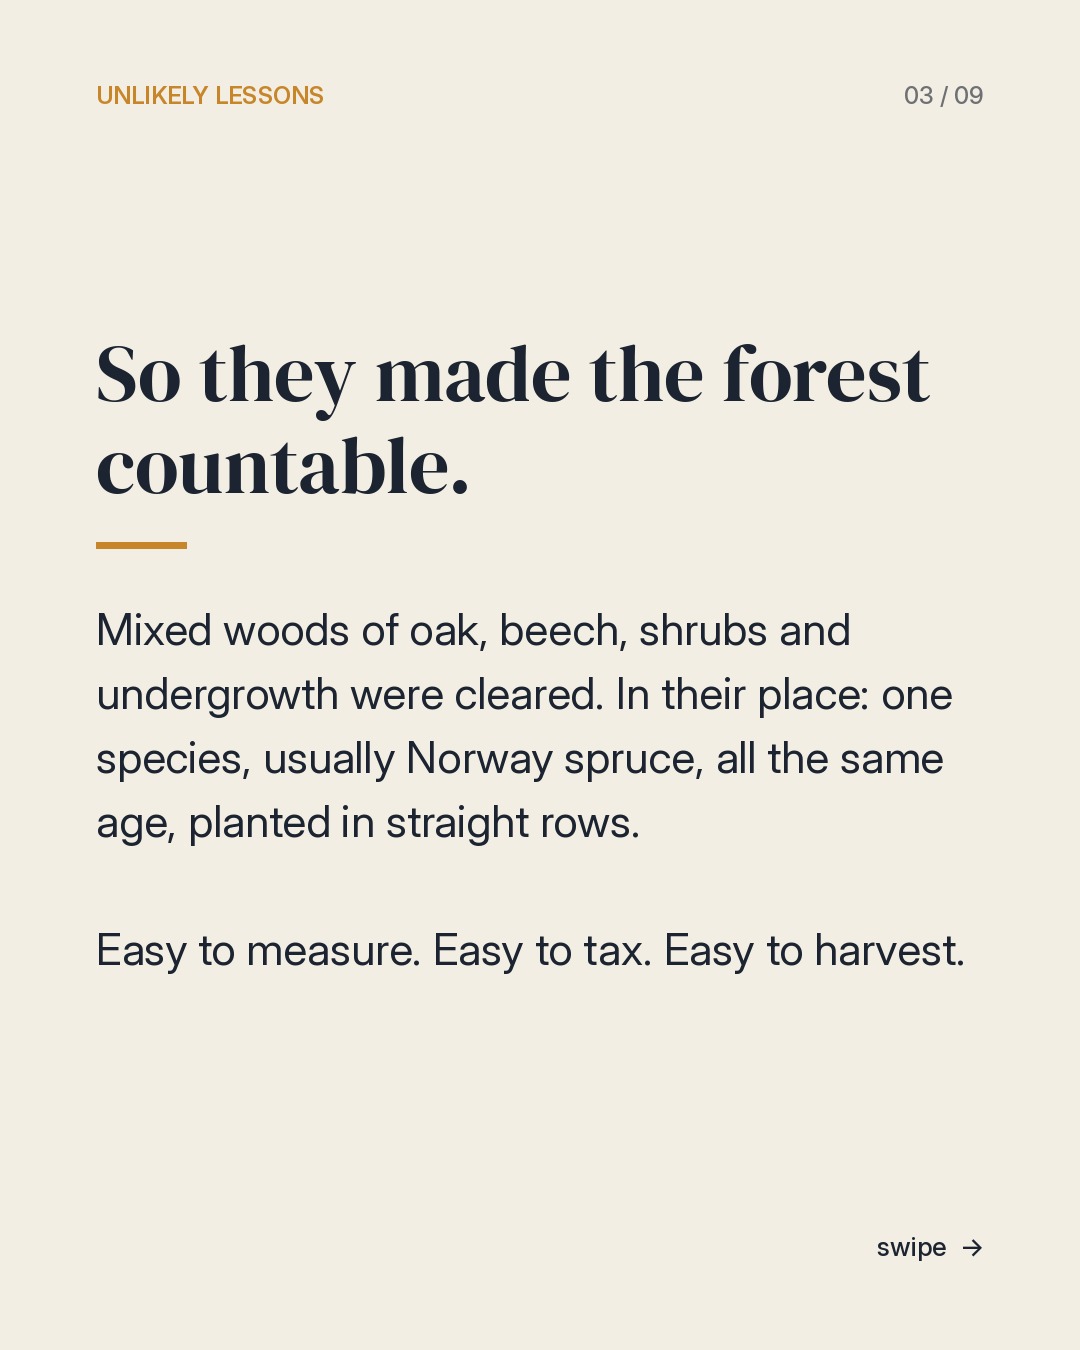 UNLIKELY LESSONS
03 / 09
So they made the forest
countable.
Mixed woods of oak, beech, shrubs and
undergrowth were cleared. In their place: one
species, usually Norway spruce, all the same
age, planted in straight rows.
Easy to measure. Easy to tax. Easy to harvest.
swipe →